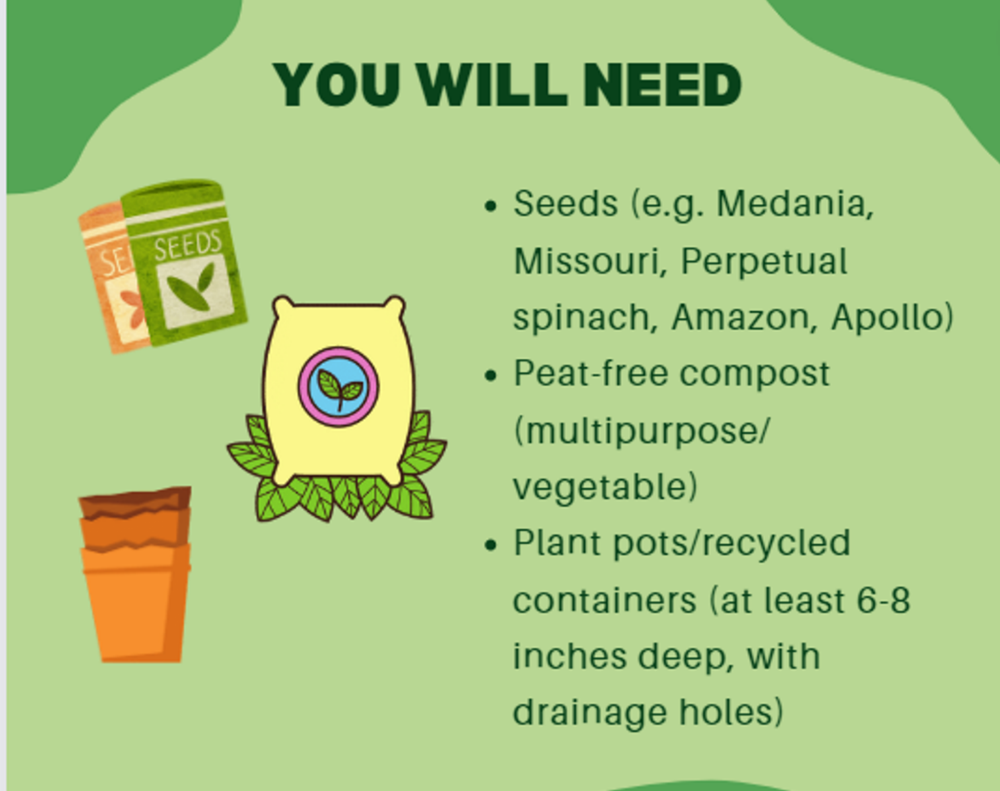 YOU WILL NEED
SEEDS
SE
• Seeds (e.g. Medania,
Missouri, Perpetual
spinach, Amazon, Apollo)
• Peat-free compost
(multipurpose/
vegetable)
• Plant pots/recycled
containers (at least 6-8
inches deep, with
drainage holes)